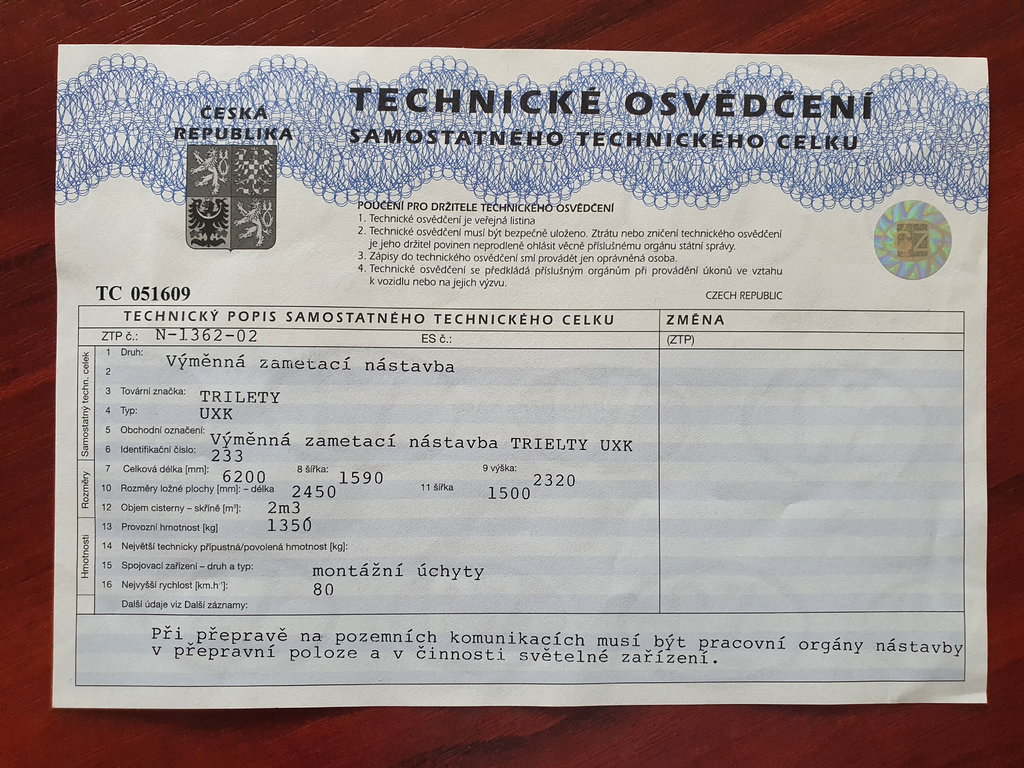 ČESKÁ
REPUBLIKA
TECHNICKÉ OSVĚDČENÍ
SAMOSTATNÉHO TECHNICKÉHO CELKU
POUČENÍ PRO DRŽITELE TECHNICKÉHO OSVĚDČENÍ
1. Technické osvědčení je veřejná listina
2. Technické osvědčení musí být bezpečně uloženo. Ztrátu nebo zničení technického osvědčení
je jeho držitel povinen neprodleně ohlásit věcně příslušnému orgánu státní správy.
3. Zápisy do technického osvědčení smí provádět jen oprávněná osoba.
4. Technické osvědčení se předkládá příslušným orgánům při provádění úkonů ve vztahu
k vozidlu nebo na jejich výzvu.
CZ
TC 051609
CZECH REPUBLIC
TECHNICKÝ POPIS SAMOSTATNÉHO TECHNICKÉHO CELKU
ZMĚNA
ZTP č.: N-1362-02 ES č.:
(ZTP)
Samostatný techn. celek
1 Druh: Výměnná zametací nástavba
2
3 Tovární značka: TRILETY
4 Typ: UXK
5 Obchodní označení: Výměnná zametací nástavba TRIELTY UXK
6 Identifikační číslo: 233
Rozměry
7 Celková délka [mm]: 6200 8 šířka: 1590 9 výška: 2320
10 Rozměry ložné plochy [mm]: – délka 2450 11 šířka 1500
12 Objem cisterny – skříně [m³]: 2m3
Hmotnosti
13 Provozní hmotnost [kg] 1350
14 Největší technicky přípustná/povolená hmotnost [kg]:
15 Spojovací zařízení – druh a typ: montážní úchyty
16 Nejvyšší rychlost [km.h⁻¹]: 80
Další údaje viz Další záznamy:
Při přepravě na pozemních komunikacích musí být pracovní orgány nástavby
v přepravní poloze a v činnosti světelné zařízení.